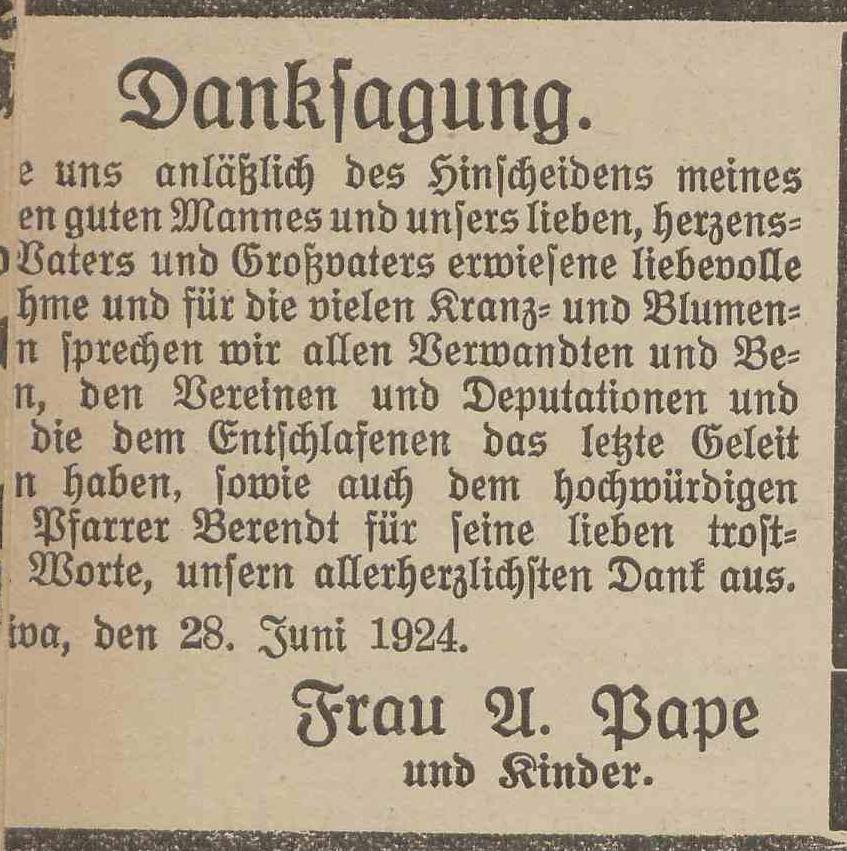 Dankſagung.
e uns anläßlich des Hinſcheidens meines
en guten Mannes und unſers lieben, herzens-
Vaters und Großvaters erwieſene liebevolle
hme und für die vielen Kranz- und Blumen-
n ſprechen wir allen Verwandten und Be-
n, den Vereinen und Deputationen und
die dem Entſchlafenen das letzte Geleit
n haben, ſowie auch dem hochwürdigen
Pfarrer Berendt für ſeine lieben troſt-
Worte, unſern allerherzlichſten Dank aus.
iva, den 28. Juni 1924.
Frau A. Pape
und Kinder.